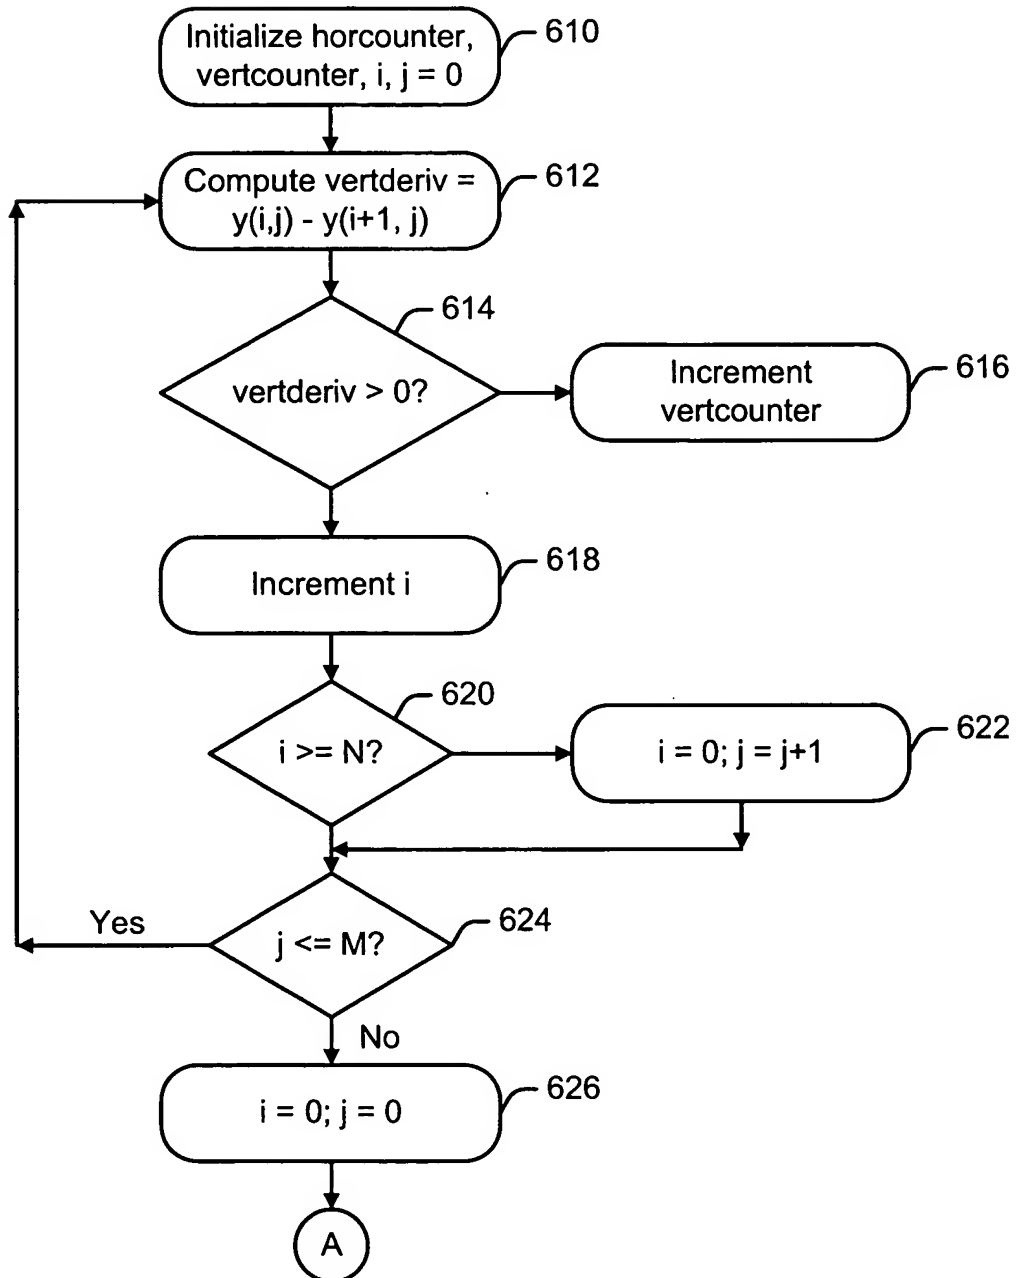 Initialize horcounter,
vertcounter, i, j = 0
610
Compute vertderiv =
y(i,j) - y(i+1, j)
612
614
vertderiv > 0?
Increment
vertcounter
616
Increment i
618
620
i >= N?
i = 0; j = j+1
622
Yes
j <= M?
624
No
i = 0; j = 0
626
A